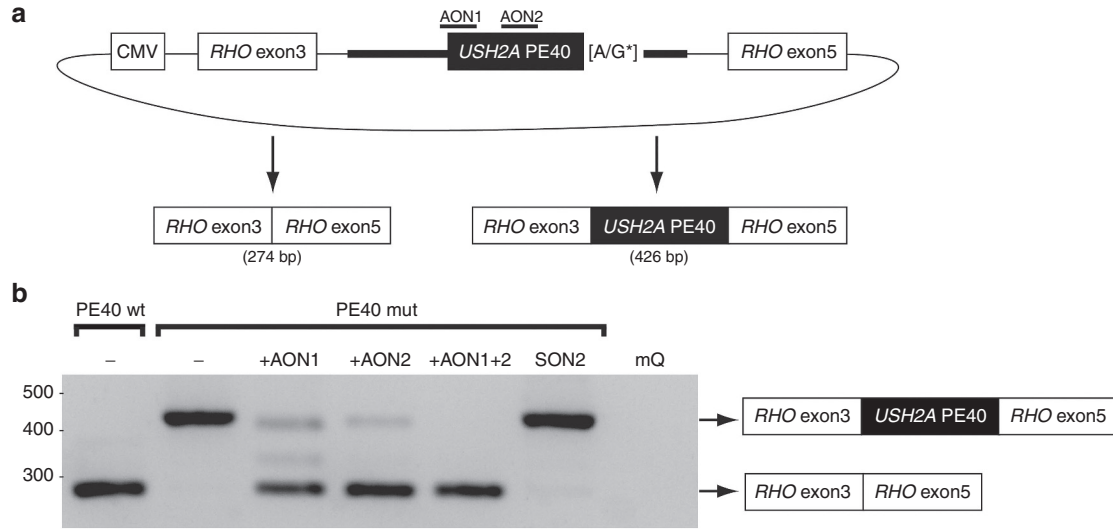 a
AON1 AON2
CMV RHO exon3 USH2A PE40 [A/G*] RHO exon5
RHO exon3 RHO exon5 RHO exon3 USH2A PE40 RHO exon5
(274 bp) (426 bp)
b
PE40 wt PE40 mut
– – +AON1 +AON2 +AON1+2 SON2 mQ
500
400
300
RHO exon3 USH2A PE40 RHO exon5
RHO exon3 RHO exon5